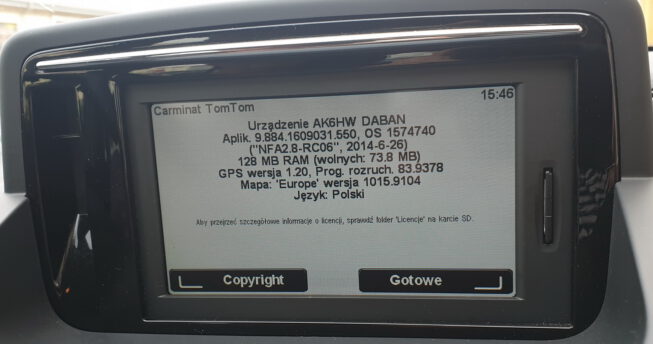 Carminat TomTom
15:46
Urządzenie AK6HW DABAN
Aplik. 9.884.1609031.550, OS 1574740
("NFA2.8-RC06", 2014-6-26)
128 MB RAM (wolnych: 73.8 MB)
GPS wersja 1.20, Prog. rozruch. 83.9378
Mapa: 'Europe' wersja 1015.9104
Język: Polski
Aby przejrzeć szczegółowe informacje o licencji, sprawdź folder 'Licencje' na karcie SD.
Copyright
Gotowe